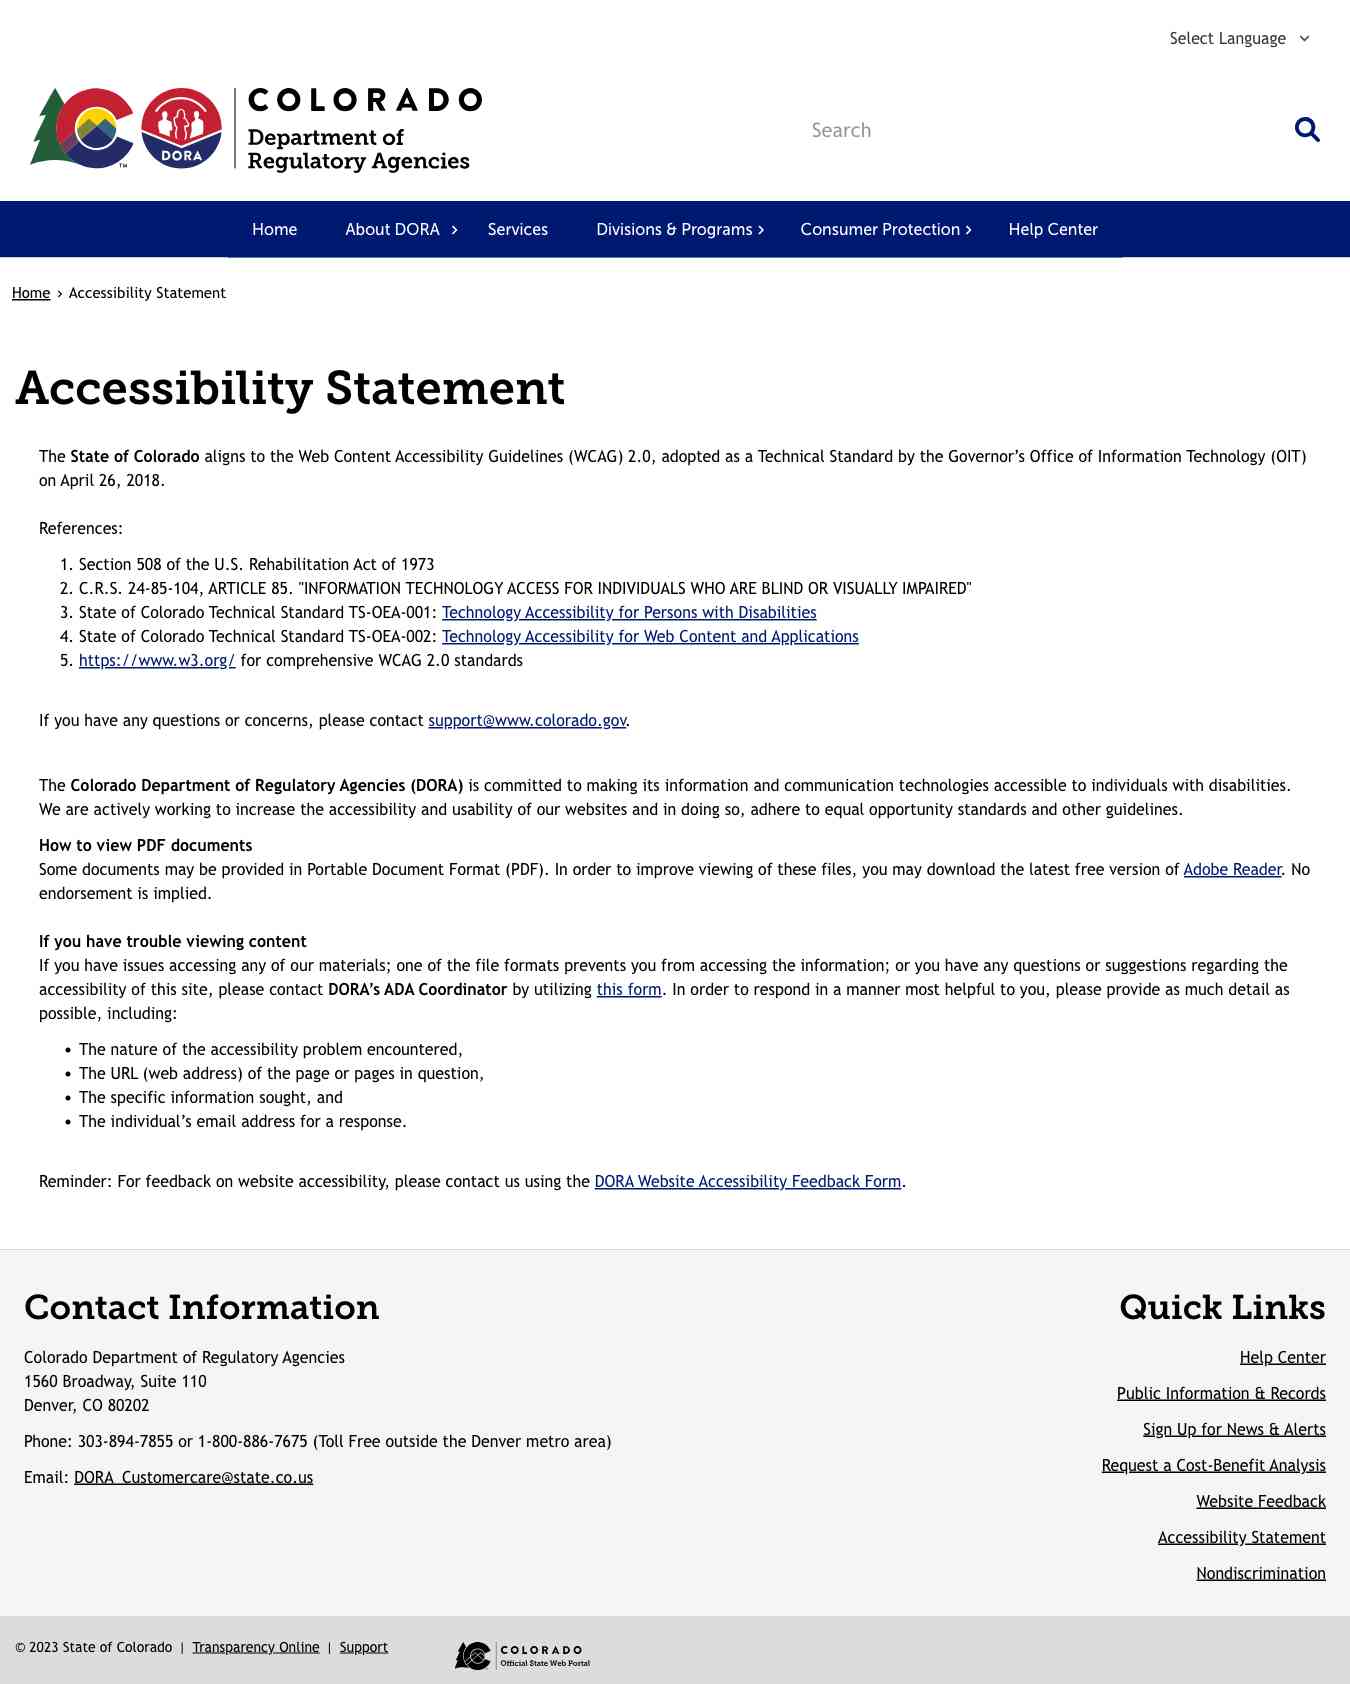 Select Language
COLORADO
Department of
Regulatory Agencies
DORA
TM
Search
Home About DORA › Services Divisions & Programs › Consumer Protection › Help Center
Home › Accessibility Statement
Accessibility Statement
The State of Colorado aligns to the Web Content Accessibility Guidelines (WCAG) 2.0, adopted as a Technical Standard by the Governor’s Office of Information Technology (OIT)
on April 26, 2018.
References:
1. Section 508 of the U.S. Rehabilitation Act of 1973
2. C.R.S. 24-85-104, ARTICLE 85. "INFORMATION TECHNOLOGY ACCESS FOR INDIVIDUALS WHO ARE BLIND OR VISUALLY IMPAIRED"
3. State of Colorado Technical Standard TS-OEA-001: Technology Accessibility for Persons with Disabilities
4. State of Colorado Technical Standard TS-OEA-002: Technology Accessibility for Web Content and Applications
5. https://www.w3.org/ for comprehensive WCAG 2.0 standards
If you have any questions or concerns, please contact support@www.colorado.gov.
The Colorado Department of Regulatory Agencies (DORA) is committed to making its information and communication technologies accessible to individuals with disabilities.
We are actively working to increase the accessibility and usability of our websites and in doing so, adhere to equal opportunity standards and other guidelines.
How to view PDF documents
Some documents may be provided in Portable Document Format (PDF). In order to improve viewing of these files, you may download the latest free version of Adobe Reader. No
endorsement is implied.
If you have trouble viewing content
If you have issues accessing any of our materials; one of the file formats prevents you from accessing the information; or you have any questions or suggestions regarding the
accessibility of this site, please contact DORA’s ADA Coordinator by utilizing this form. In order to respond in a manner most helpful to you, please provide as much detail as
possible, including:
• The nature of the accessibility problem encountered,
• The URL (web address) of the page or pages in question,
• The specific information sought, and
• The individual’s email address for a response.
Reminder: For feedback on website accessibility, please contact us using the DORA Website Accessibility Feedback Form.
Contact Information
Colorado Department of Regulatory Agencies
1560 Broadway, Suite 110
Denver, CO 80202
Phone: 303-894-7855 or 1-800-886-7675 (Toll Free outside the Denver metro area)
Email: DORA_Customercare@state.co.us
Quick Links
Help Center
Public Information & Records
Sign Up for News & Alerts
Request a Cost-Benefit Analysis
Website Feedback
Accessibility Statement
Nondiscrimination
© 2023 State of Colorado | Transparency Online | Support
COLORADO
Official State Web Portal